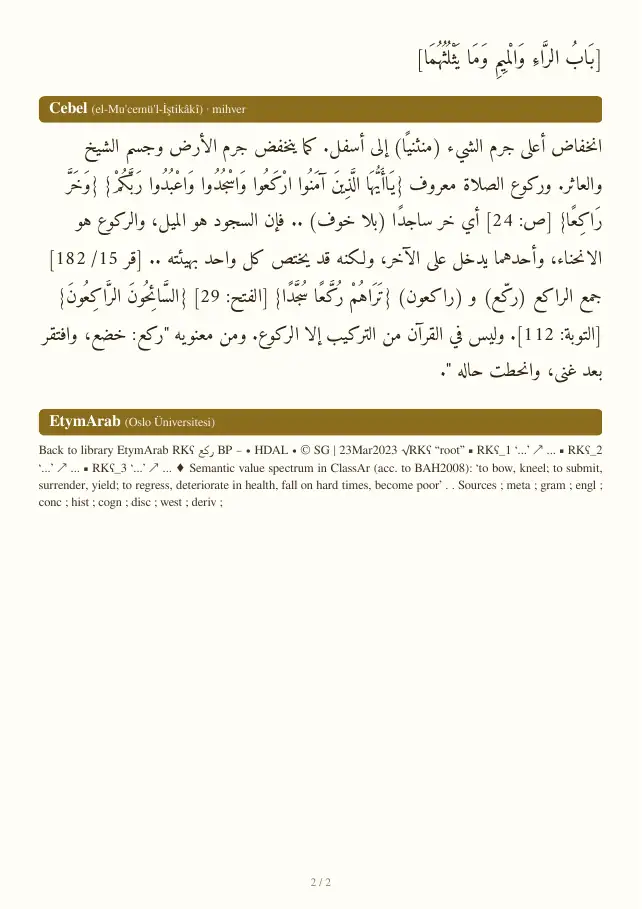 [بَابُ الرَّاءِ وَالْمِيمِ وَمَا يَثْلُثُهُمَا]
Cebel (el-Mu'cemü'l-İştikâkî) · mihver
انخفاض أعلى جرم الشيء (منثنيًا) إلى أسفل. كما ينخفض جرم الأرض وجسم الشيخ
والعاثر. وركوع الصلاة معروف {يَاأَيُّهَا الَّذِينَ آمَنُوا ارْكَعُوا وَاسْجُدُوا وَاعْبُدُوا رَبَّكُمْ} {وَخَرَّ
رَاكِعًا} [ص: 24] أي خر ساجدًا (بلا خوف) .. فإن السجود هو الميل، والركوع هو
الانحناء، وأحدهما يدخل على الآخر، ولكنه قد يختص كل واحد بهيئته .. [قر 15/ 182]
جمع الراكع (ركّع) و (راكعون) {تَرَاهُمْ رُكَّعًا سُجَّدًا} [الفتح: 29] {السَّائِحُونَ الرَّاكِعُونَ}
[التوبة: 112]. وليس في القرآن من التركيب إلا الركوع. ومن معنويه "ركع: خضع، وافتقر
بعد غنى، وانحطت حاله ".
EtymArab (Oslo Üniversitesi)
Back to library EtymArab RKʕ ركع BP – • HDAL • © SG | 23Mar2023 √RKʕ “root” ▪ RKʕ_1 ‘...’ ↗ ... ▪ RKʕ_2
‘...’ ↗ ... ▪ RKʕ_3 ‘...’ ↗ ... ♦ Semantic value spectrum in ClassAr (acc. to BAH2008): ‘to bow, kneel; to submit,
surrender, yield; to regress, deteriorate in health, fall on hard times, become poor’ . . Sources ; meta ; gram ; engl ;
conc ; hist ; cogn ; disc ; west ; deriv ;
2 / 2